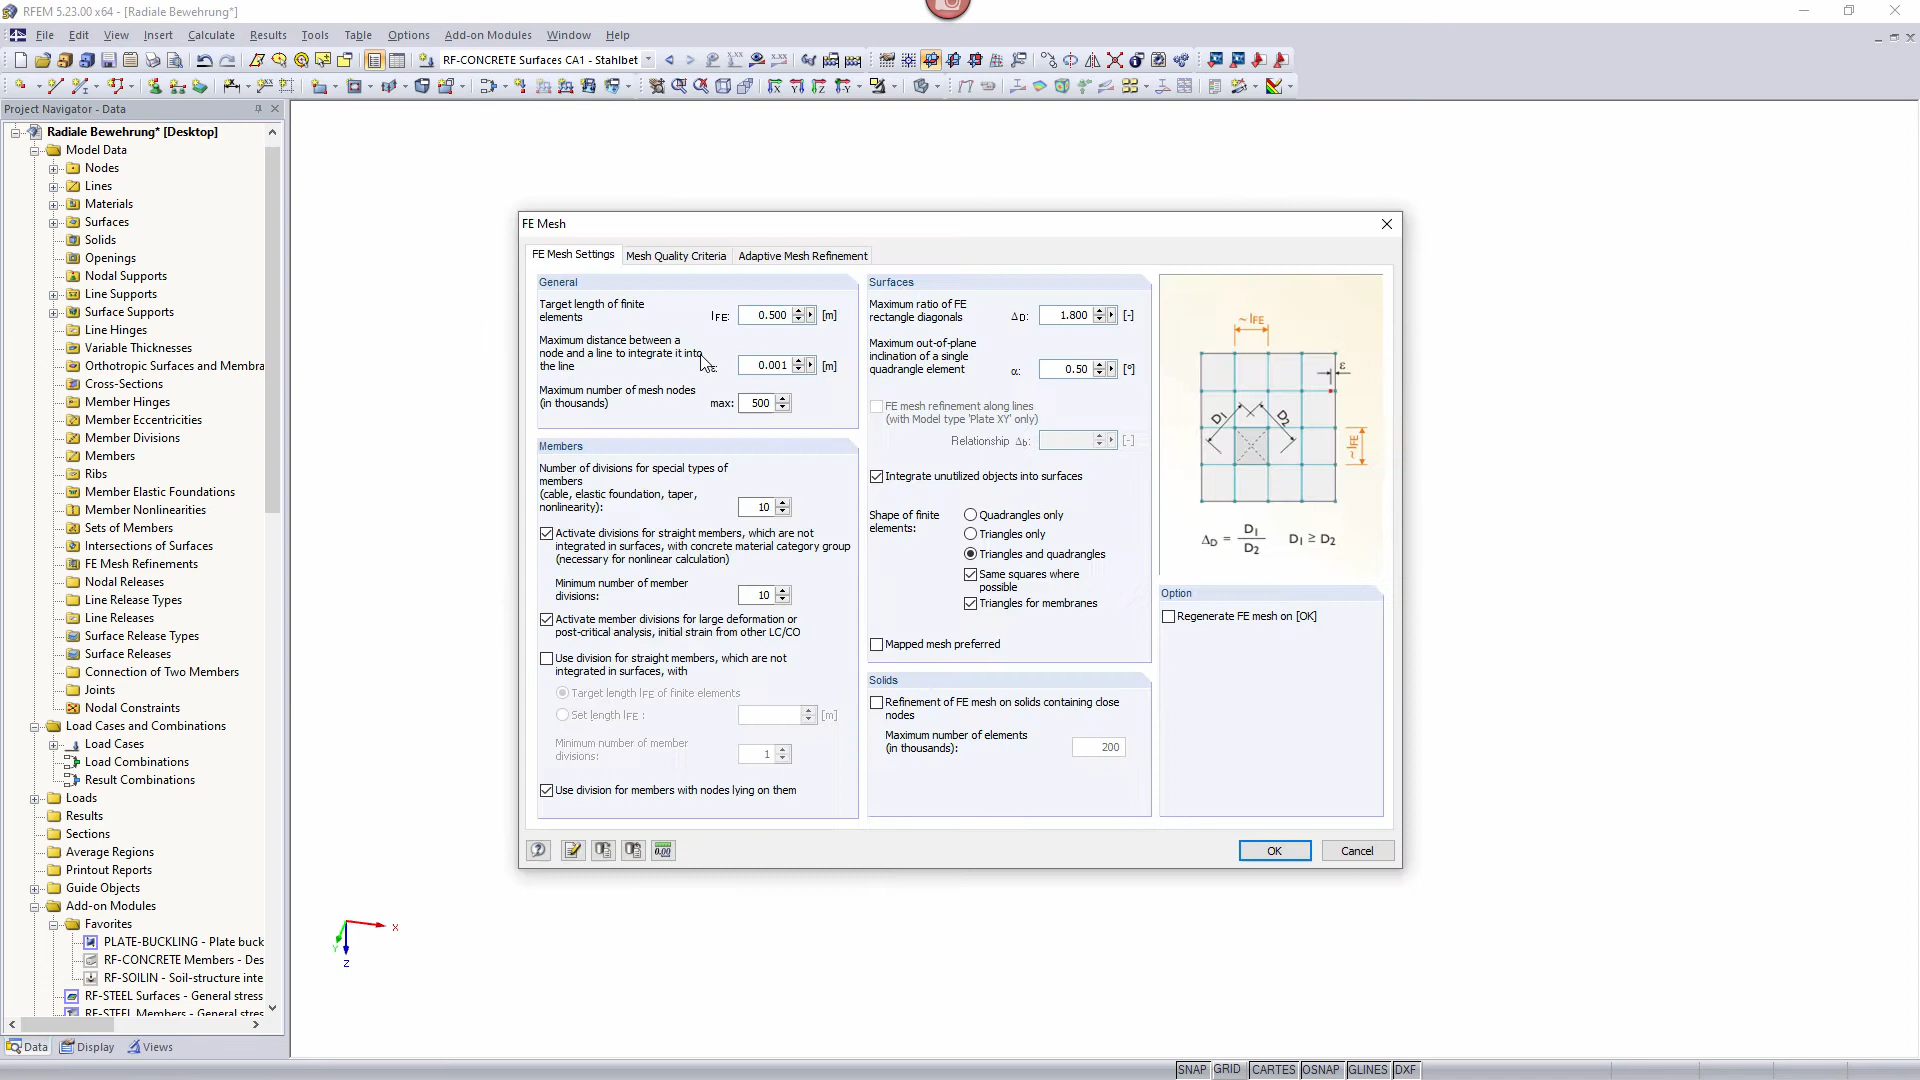 RFEM 5.23.00 x64 - [Radiale Bewehrung*]
File Edit View Insert Calculate Results Tools Table Options Add-on Modules Window Help
RF-CONCRETE Surfaces CA1 - Stahlbet
Project Navigator - Data
Radiale Bewehrung* [Desktop]
Model Data
Nodes
Lines
Materials
Surfaces
Solids
Openings
Nodal Supports
Line Supports
Surface Supports
Line Hinges
Variable Thicknesses
Orthotropic Surfaces and Membra
Cross-Sections
Member Hinges
Member Eccentricities
Member Divisions
Members
Ribs
Member Elastic Foundations
Member Nonlinearities
Sets of Members
Intersections of Surfaces
FE Mesh Refinements
Nodal Releases
Line Release Types
Line Releases
Surface Release Types
Surface Releases
Connection of Two Members
Joints
Nodal Constraints
Load Cases and Combinations
Load Cases
Load Combinations
Result Combinations
Loads
Results
Sections
Average Regions
Printout Reports
Guide Objects
Add-on Modules
Favorites
PLATE-BUCKLING - Plate buck
RF-CONCRETE Members - Des
RF-SOILIN - Soil-structure inte
RF-STEEL Surfaces - General stress
RF-STEEL Members - General stres
Data Display Views
FE Mesh
FE Mesh Settings Mesh Quality Criteria Adaptive Mesh Refinement
General
Target length of finite
elements lFE: 0.500 [m]
Maximum distance between a
node and a line to integrate it into
the line ε: 0.001 [m]
Maximum number of mesh nodes
(in thousands) max: 500
Members
Number of divisions for special types of
members
(cable, elastic foundation, taper,
nonlinearity): 10
Activate divisions for straight members, which are not
integrated in surfaces, with concrete material category group
(necessary for nonlinear calculation)
Minimum number of member
divisions: 10
Activate member divisions for large deformation or
post-critical analysis, initial strain from other LC/CO
Use division for straight members, which are not
integrated in surfaces, with
Target length lFE of finite elements
Set length lFE : [m]
Minimum number of member
divisions: 1
Use division for members with nodes lying on them
Surfaces
Maximum ratio of FE
rectangle diagonals ΔD: 1.800 [-]
Maximum out-of-plane
inclination of a single
quadrangle element α: 0.50 [°]
FE mesh refinement along lines
(with Model type 'Plate XY' only)
Relationship Δb: [-]
Integrate unutilized objects into surfaces
Shape of finite
elements:
Quadrangles only
Triangles only
Triangles and quadrangles
Same squares where
possible
Triangles for membranes
Mapped mesh preferred
Solids
Refinement of FE mesh on solids containing close
nodes
Maximum number of elements
(in thousands): 200
~ lFE
ε
D1 D2
~ lFE
ΔD = D1 / D2 D1 ≥ D2
Option
Regenerate FE mesh on [OK]
0.00
OK Cancel
X
Y
Z
SNAP GRID CARTES OSNAP GLINES DXF